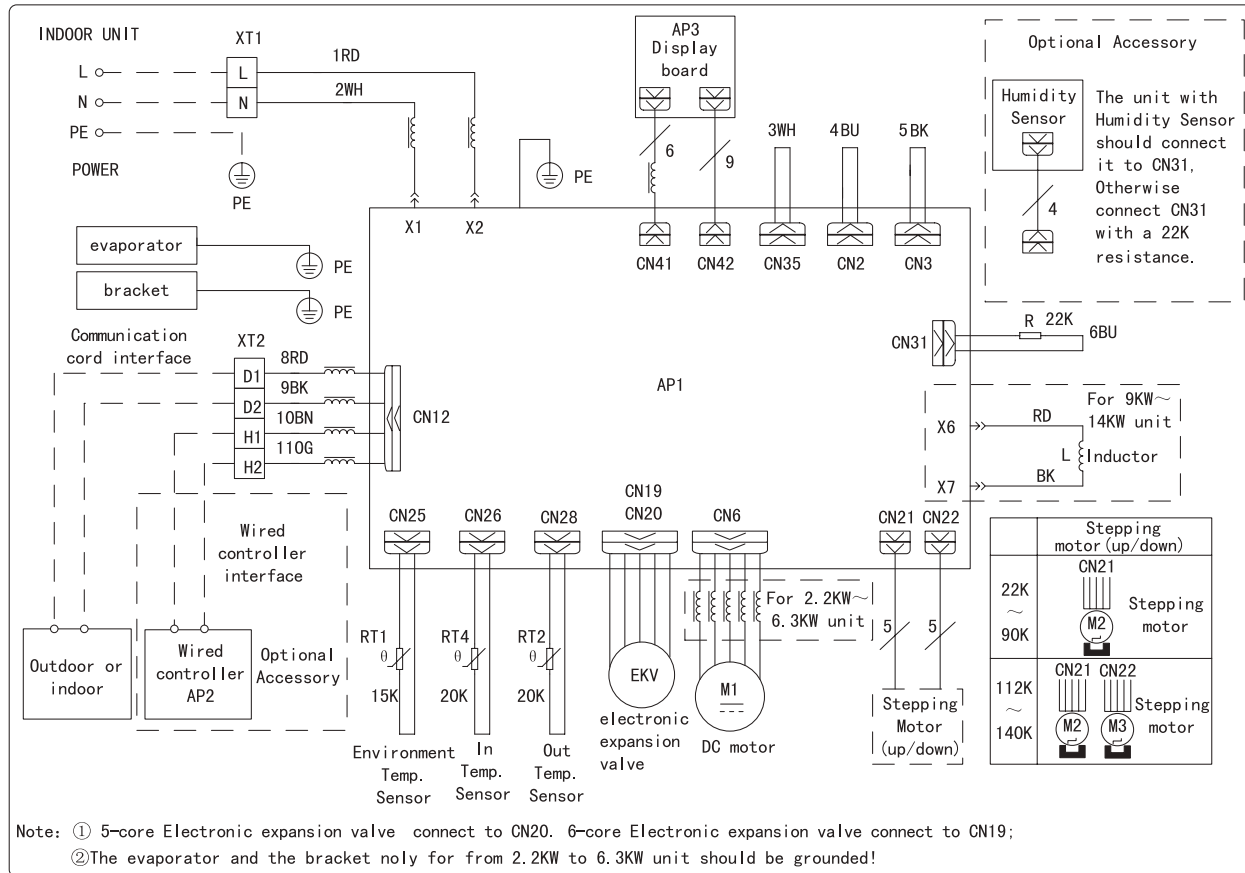 INDOOR UNIT
XT1
L
L
1RD
N
N
2WH
PE
POWER
PE
PE
X1
X2
AP3
Display
board
6
9
3WH
4BU
5BK
CN41
CN42
CN35
CN2
CN3
Optional Accessory
Humidity
Sensor
4
The unit with
Humidity Sensor
should connect
it to CN31,
Otherwise
connect CN31
with a 22K
resistance.
evaporator
PE
bracket
PE
Communication
cord interface
XT2
D1
8RD
D2
9BK
H1
10BN
H2
11OG
CN12
AP1
CN31
R
22K
6BU
For 9KW~
14KW unit
X6
RD
L
Inductor
X7
BK
Wired
controller
interface
Outdoor or
indoor
Wired
controller
AP2
Optional
Accessory
CN25
CN26
CN28
CN19
CN20
CN6
CN21
CN22
RT1
θ
15K
RT4
θ
20K
RT2
θ
20K
Environment
Temp.
Sensor
In
Temp.
Sensor
Out
Temp.
Sensor
EKV
electronic
expansion
valve
For 2.2KW~
6.3KW unit
M1
DC motor
5
5
Stepping
Motor
(up/down)
Stepping
motor(up/down)
22K
~
90K
CN21
M2
Stepping
motor
112K
~
140K
CN21
CN22
M2
M3
Stepping
motor
Note: ① 5-core Electronic expansion valve connect to CN20. 6-core Electronic expansion valve connect to CN19;
②The evaporator and the bracket noly for from 2.2KW to 6.3KW unit should be grounded!